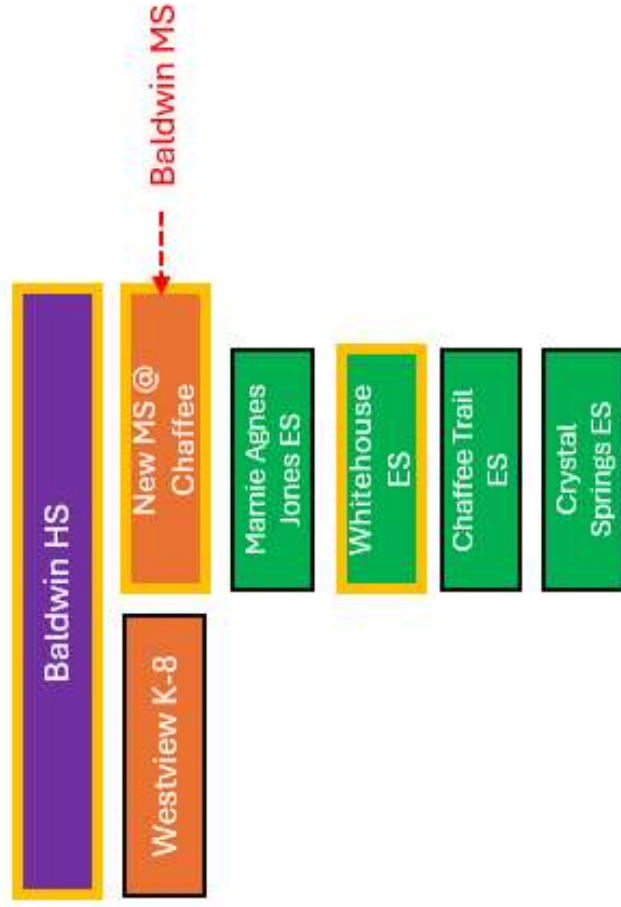 Baldwin HS
Westview K-8
New MS @
Chaffee
Baldwin MS
Mamie Agnes
Jones ES
Whitehouse
ES
Chaffee Trail
ES
Crystal
Springs ES